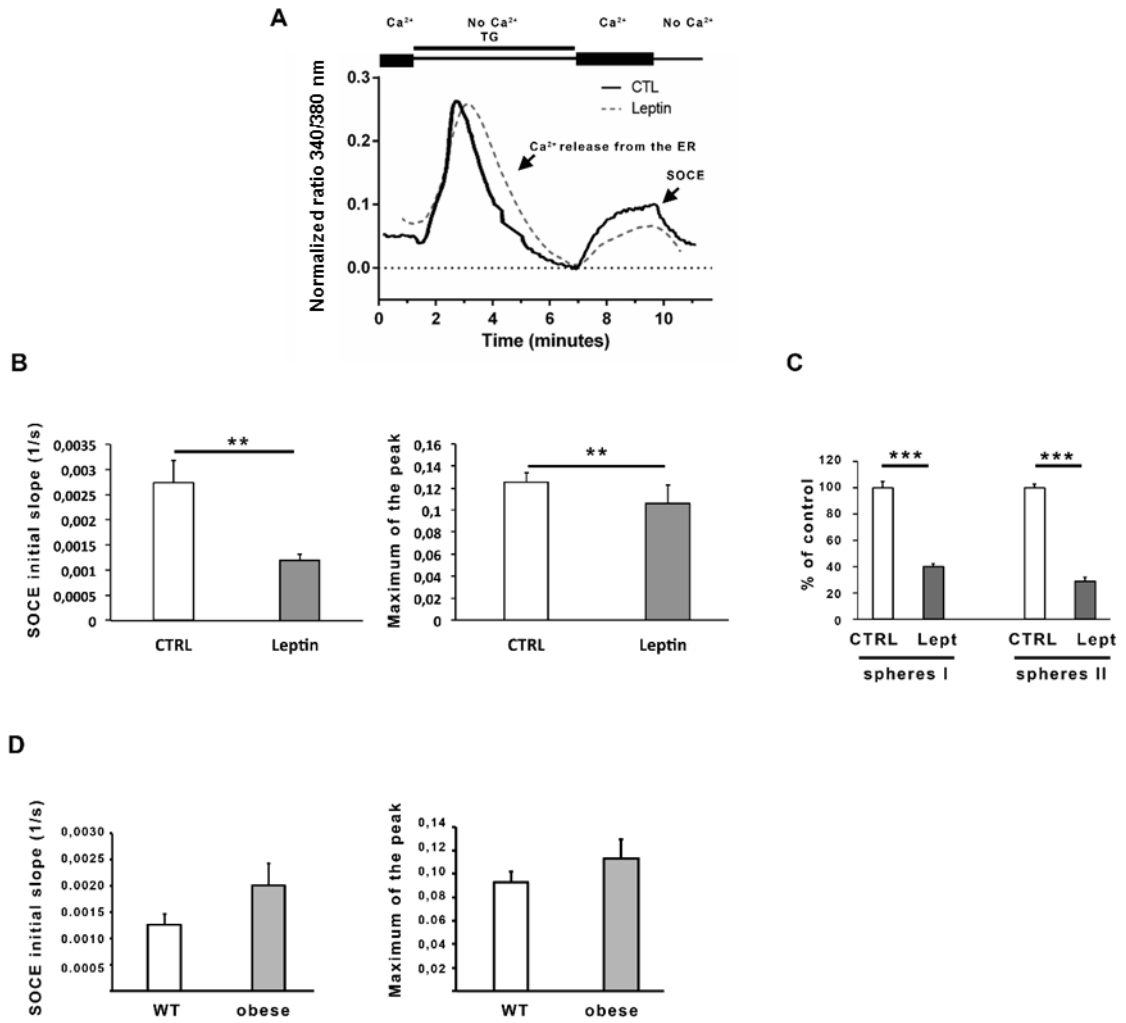 A
Ca²⁺ No Ca²⁺ Ca²⁺ No Ca²⁺
TG
0.3
0.2
0.1
0.0
Normalized ratio 340/380 nm
CTL
Leptin
Ca²⁺ release from the ER
SOCE
0 2 4 6 8 10
Time (minutes)
B
SOCE initial slope (1/s)
0,0035
0,003
0,0025
0,002
0,0015
0,001
0,0005
0
**
CTRL Leptin
Maximum of the peak
0,16
0,14
0,12
0,1
0,08
0,06
0,04
0,02
0
**
CTRL Leptin
C
% of control
120
100
80
60
40
20
0
*** ***
CTRL Lept CTRL Lept
spheres I spheres II
D
SOCE initial slope (1/s)
0,0030
0.0025
0.0020
0.0015
0.0010
0.0005
WT obese
Maximum of the peak
0,14
0,12
0,10
0.08
0.06
0,04
0,02
WT obese